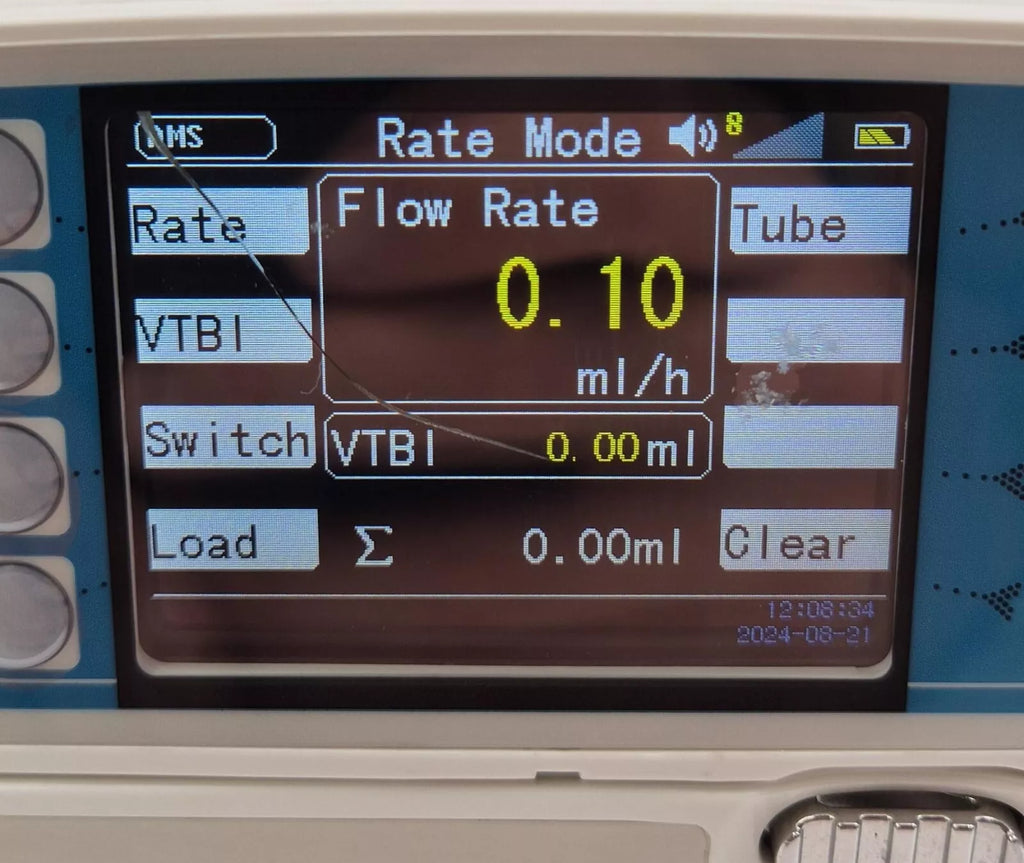 Rate Mode 8
Rate
Flow Rate
Tube
0.10
VTBI
ml/h
Switch
VTBI 0.00ml
Load
Σ 0.00ml
Clear
12:08:34
2024-08-21